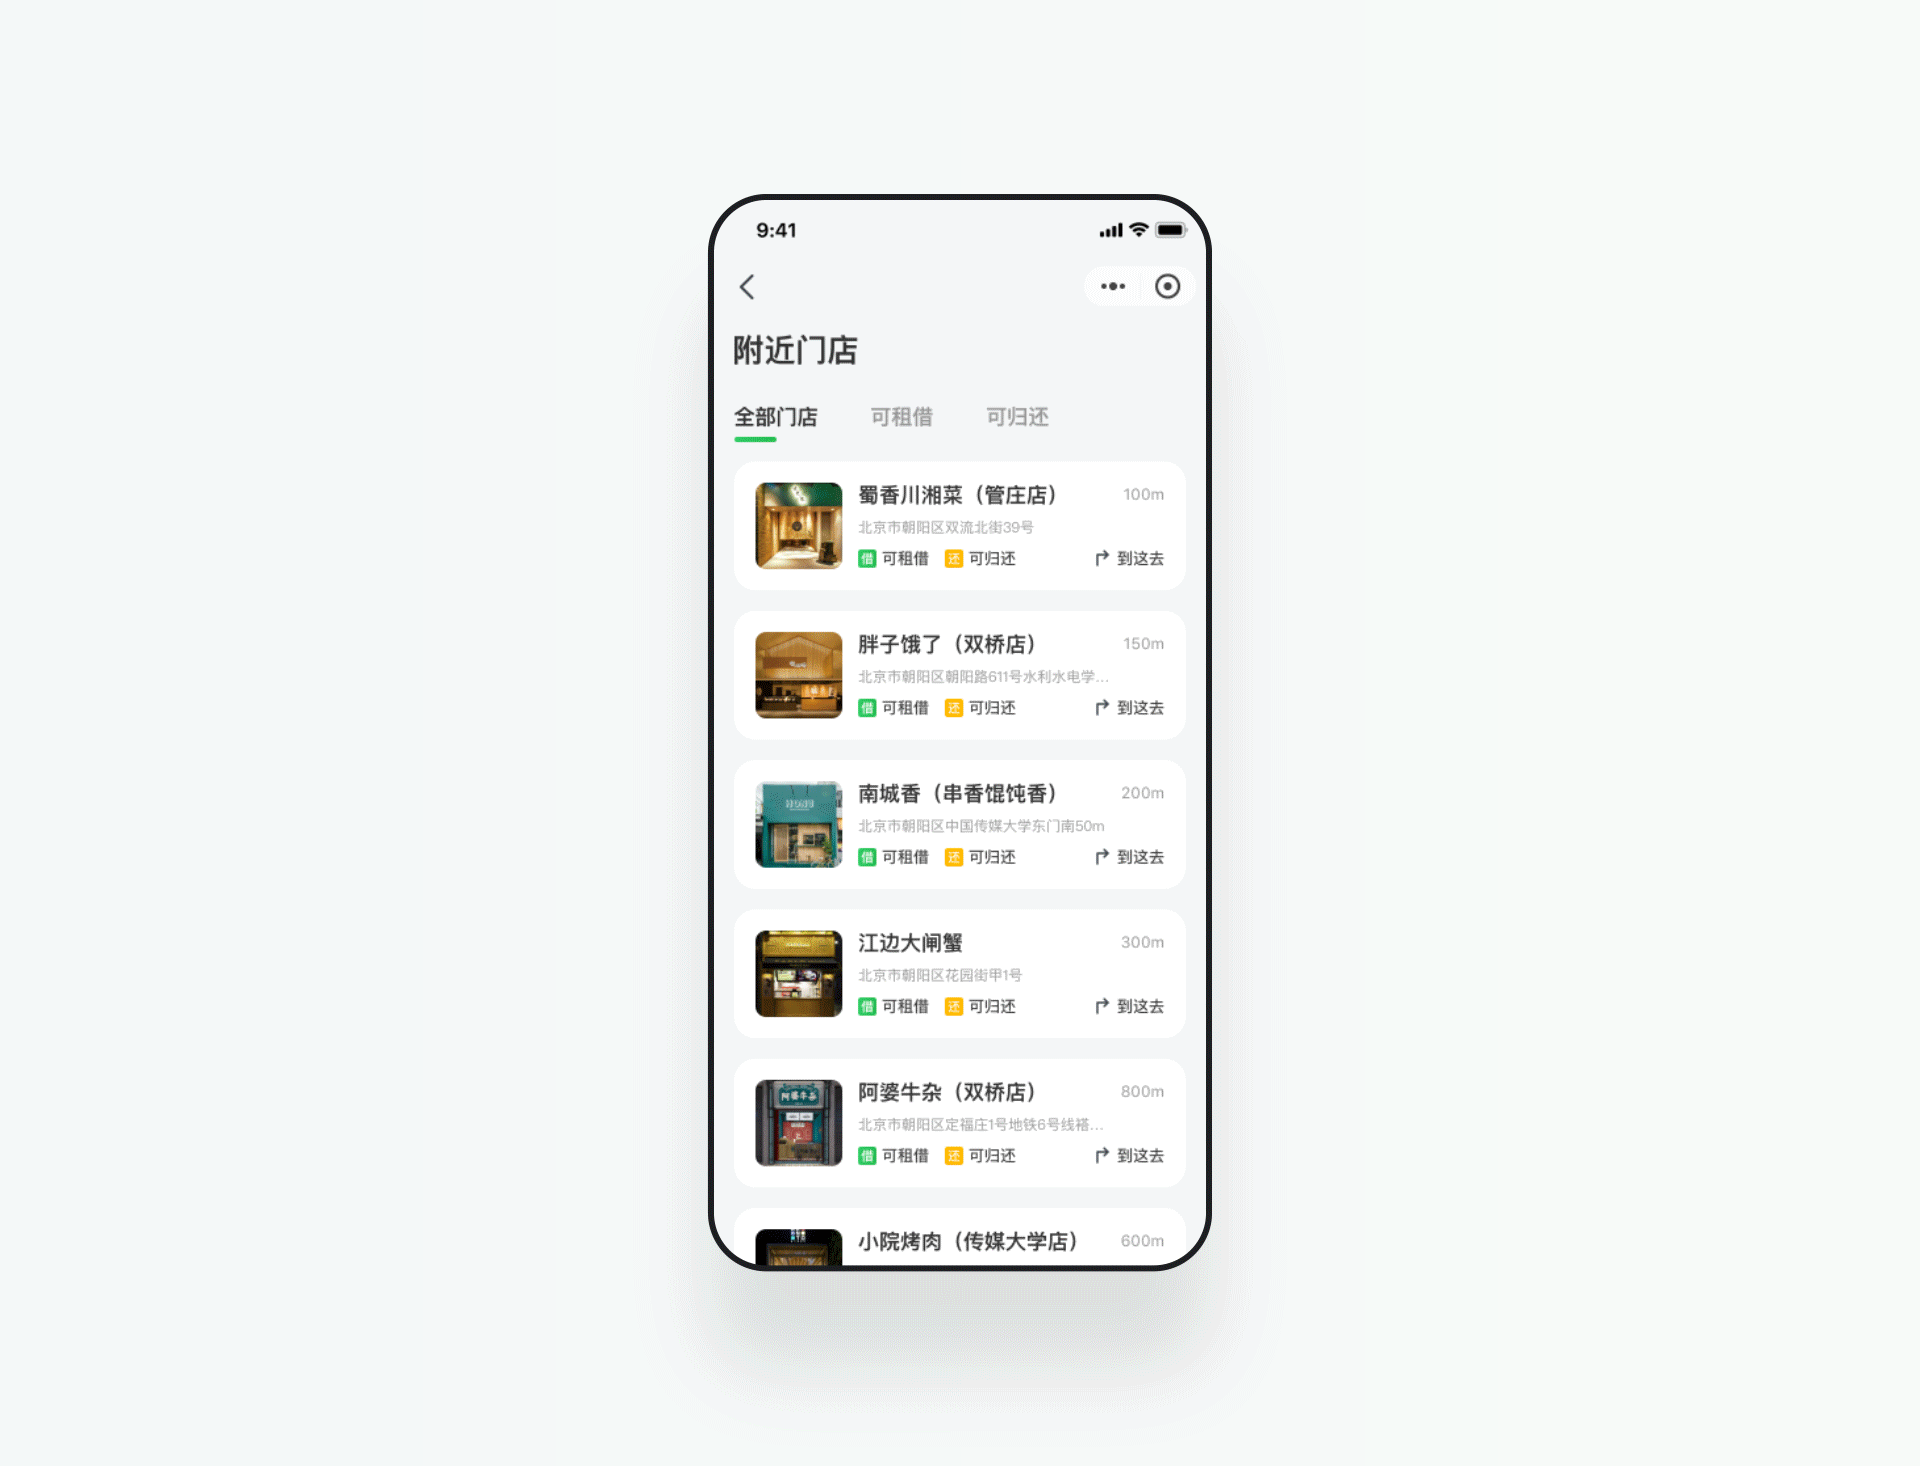 9:41
附近门店
全部门店 可租借 可归还
蜀香川湘菜（管庄店） 100m
北京市朝阳区双流北街39号
借 可租借 还 可归还 到这去
胖子饿了（双桥店） 150m
北京市朝阳区朝阳路611号水利水电学...
借 可租借 还 可归还 到这去
南城香（串香馄饨香） 200m
北京市朝阳区中国传媒大学东门南50m
借 可租借 还 可归还 到这去
江边大闸蟹 300m
北京市朝阳区花园街甲1号
借 可租借 还 可归还 到这去
阿婆牛杂
阿婆牛杂（双桥店） 800m
北京市朝阳区定福庄1号地铁6号线褡...
借 可租借 还 可归还 到这去
小院烤肉（传媒大学店） 600m